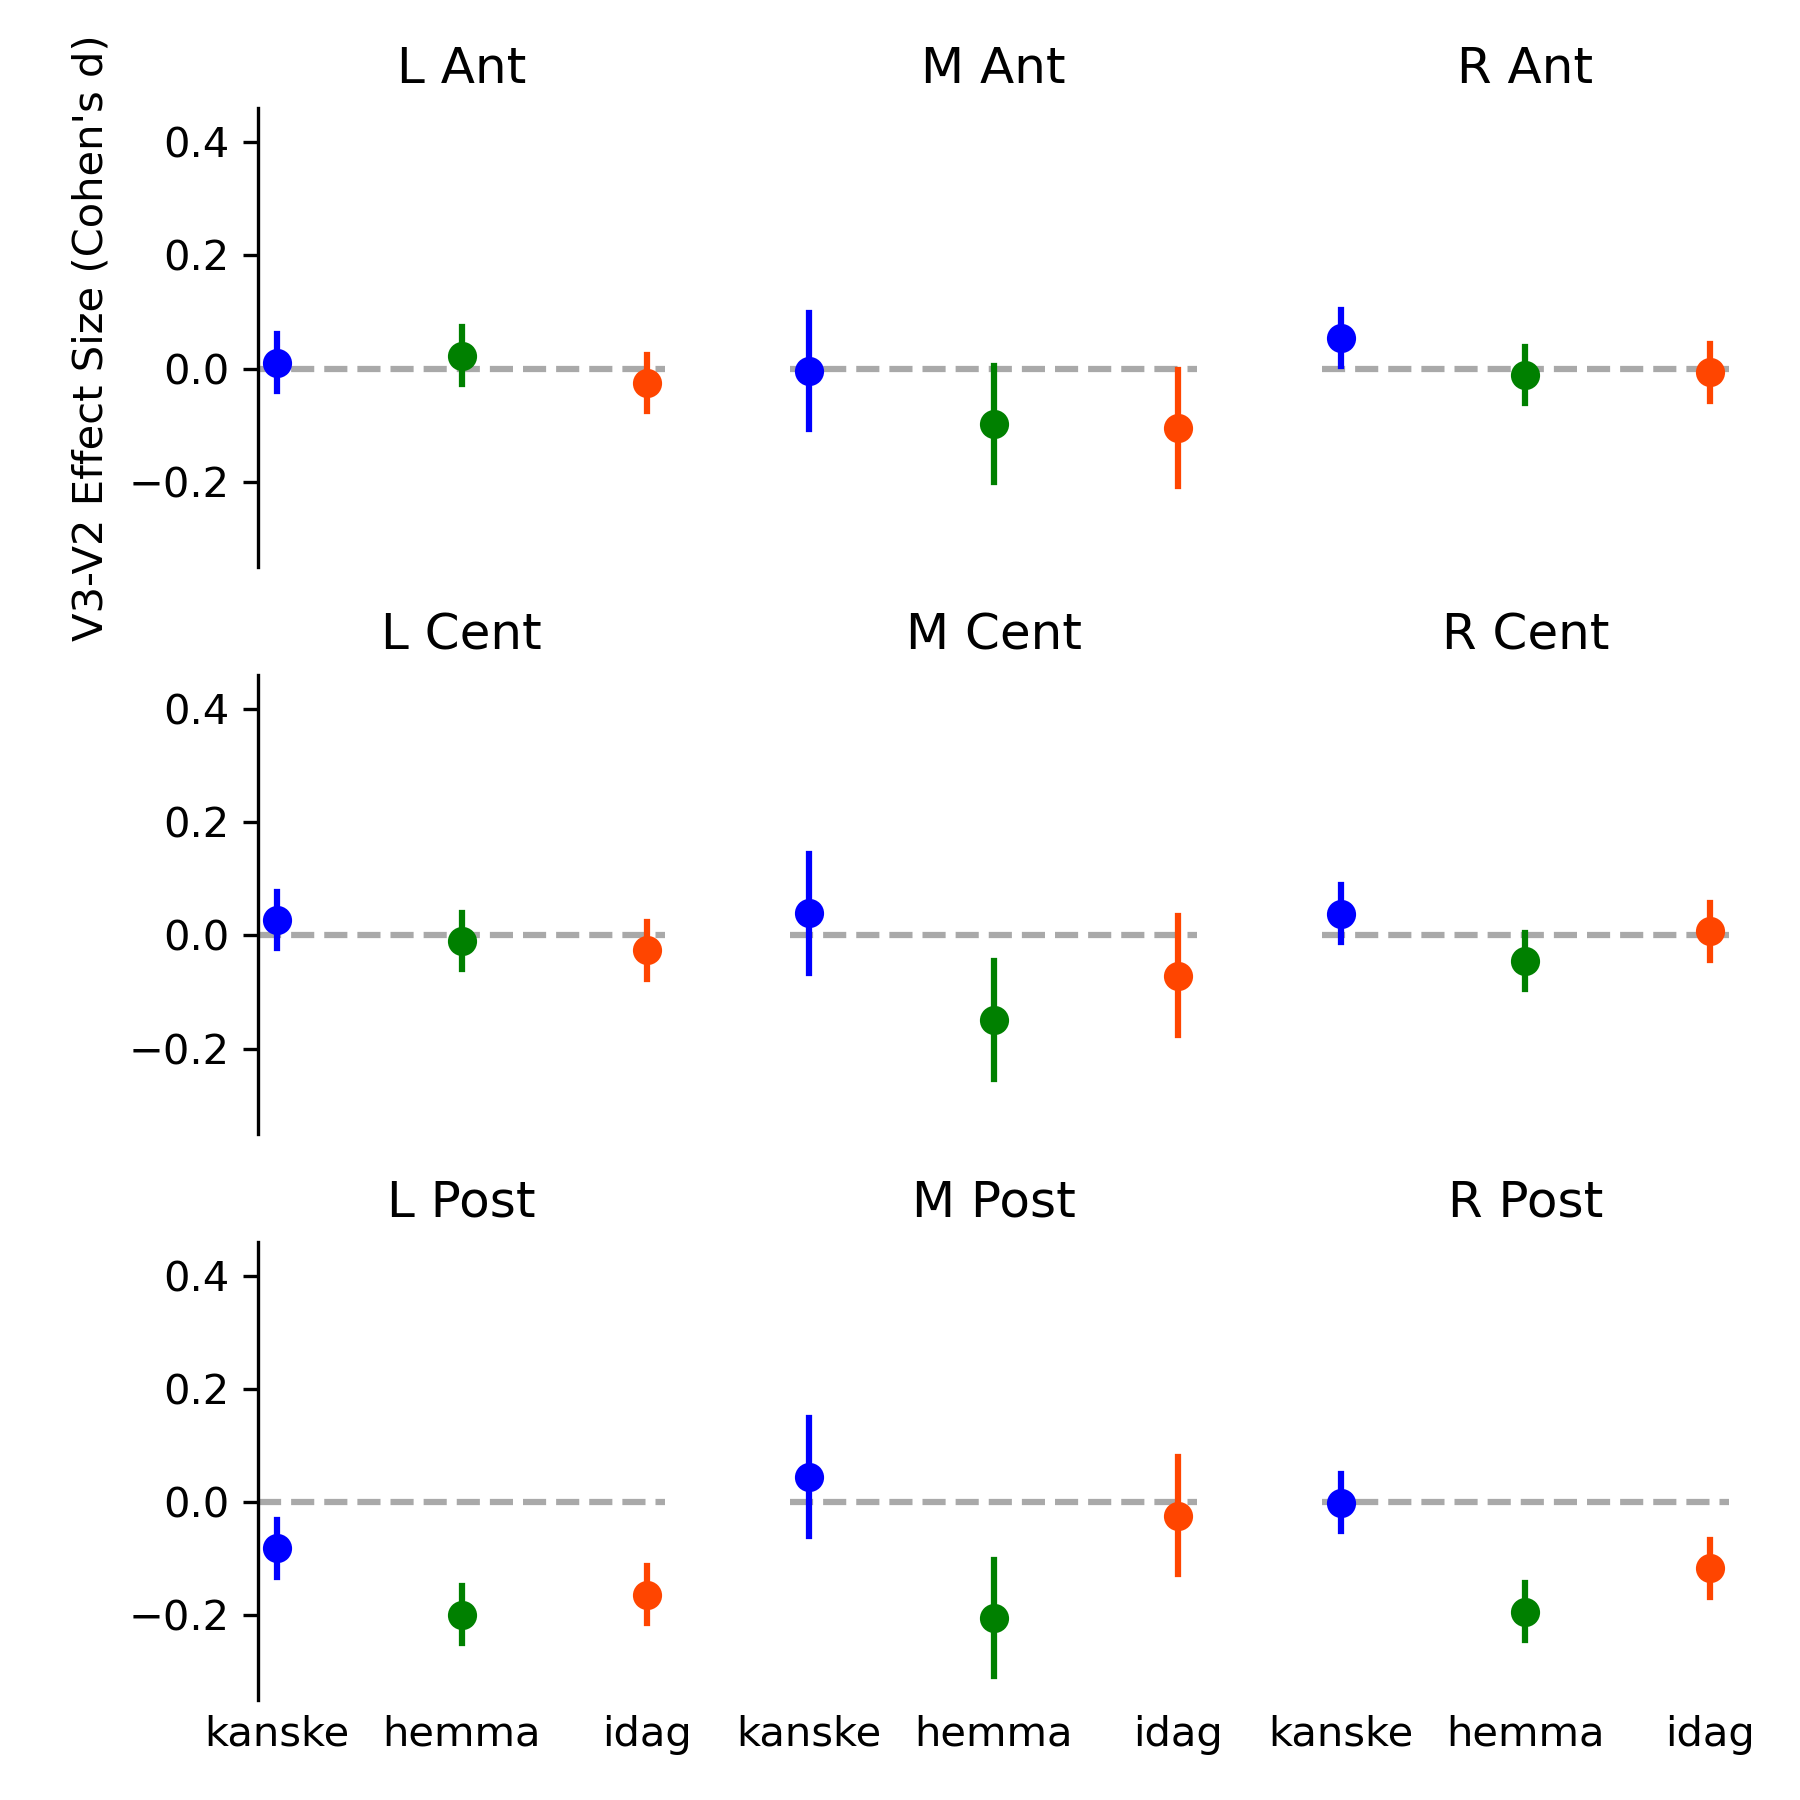 V3-V2 Effect Size (Cohen's d)
L Ant
M Ant
R Ant
0.4
0.2
0.0
−0.2
L Cent
M Cent
R Cent
0.4
0.2
0.0
−0.2
L Post
M Post
R Post
0.4
0.2
0.0
−0.2
kanske hemma idag kanske hemma idag kanske hemma idag